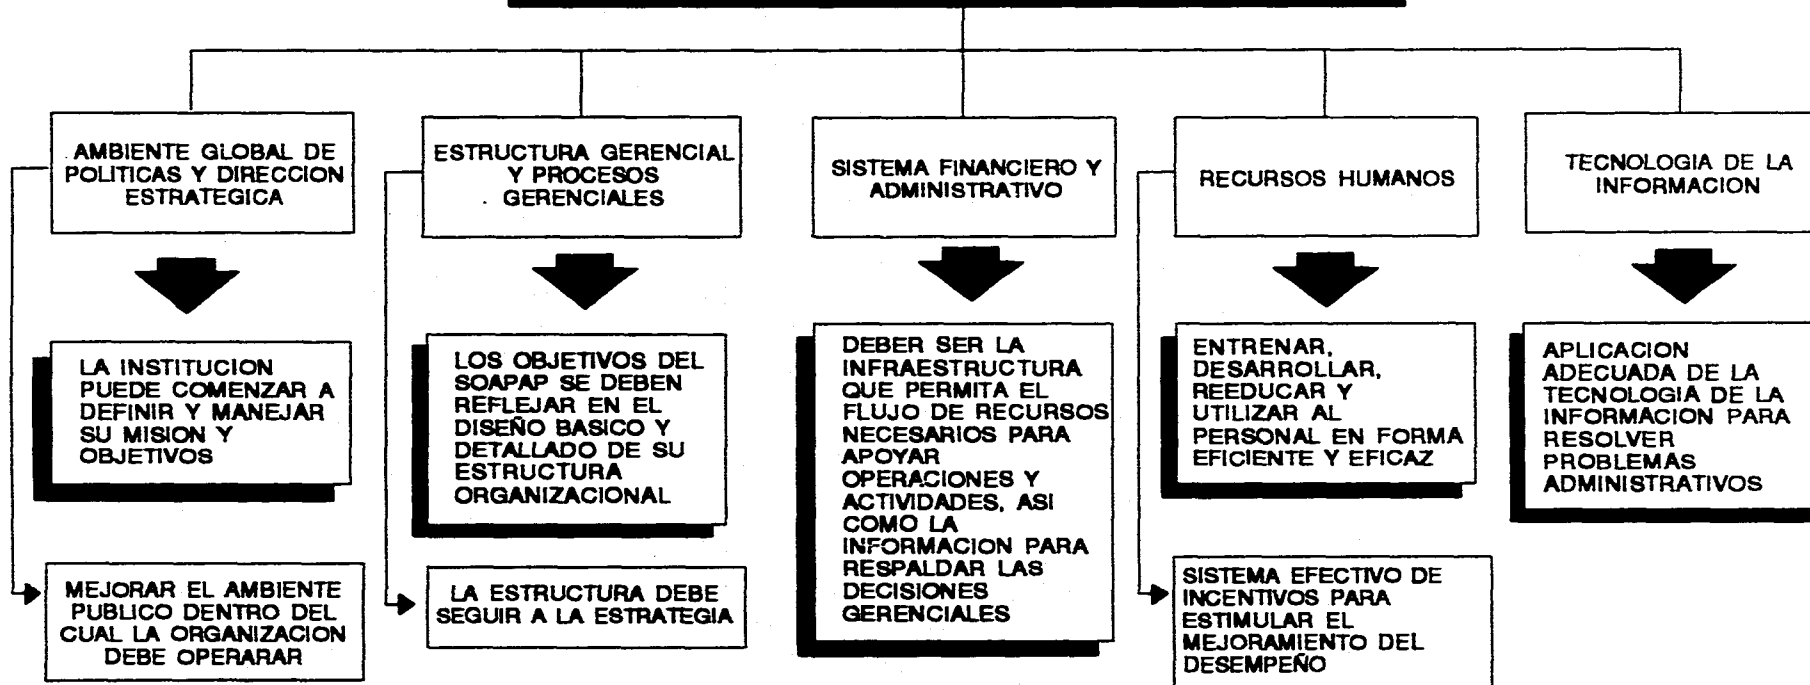 AMBIENTE GLOBAL DE
POLITICAS Y DIRECCION
ESTRATEGICA
ESTRUCTURA GERENCIAL
Y PROCESOS
GERENCIALES
SISTEMA FINANCIERO Y
ADMINISTRATIVO
RECURSOS HUMANOS
TECNOLOGIA DE LA
INFORMACION
LA INSTITUCION
PUEDE COMENZAR A
DEFINIR Y MANEJAR
SU MISION Y
OBJETIVOS
LOS OBJETIVOS DEL
SOAPAP SE DEBEN
REFLEJAR EN EL
DISEÑO BASICO Y
DETALLADO DE SU
ESTRUCTURA
ORGANIZACIONAL
DEBER SER LA
INFRAESTRUCTURA
QUE PERMITA EL
FLUJO DE RECURSOS
NECESARIOS PARA
APOYAR
OPERACIONES Y
ACTIVIDADES, ASI
COMO LA
INFORMACION PARA
RESPALDAR LAS
DECISIONES
GERENCIALES
ENTRENAR,
DESARROLLAR,
REEDUCAR Y
UTILIZAR AL
PERSONAL EN FORMA
EFICIENTE Y EFICAZ
APLICACION
ADECUADA DE LA
TECNOLOGIA DE LA
INFORMACION PARA
RESOLVER
PROBLEMAS
ADMINISTRATIVOS
MEJORAR EL AMBIENTE
PUBLICO DENTRO DEL
CUAL LA ORGANIZACION
DEBE OPERARAR
LA ESTRUCTURA DEBE
SEGUIR A LA ESTRATEGIA
SISTEMA EFECTIVO DE
INCENTIVOS PARA
ESTIMULAR EL
MEJORAMIENTO DEL
DESEMPEÑO